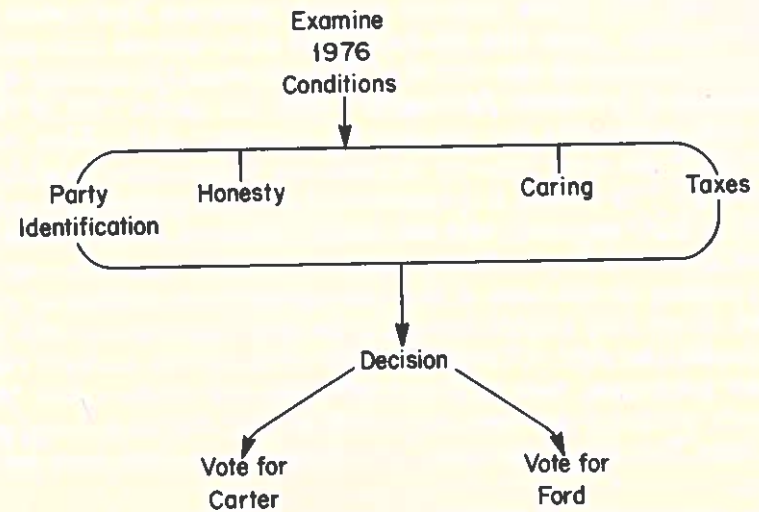 Examine
1976
Conditions
Party
Identification
Honesty
Caring
Taxes
Decision
Vote for
Carter
Vote for
Ford